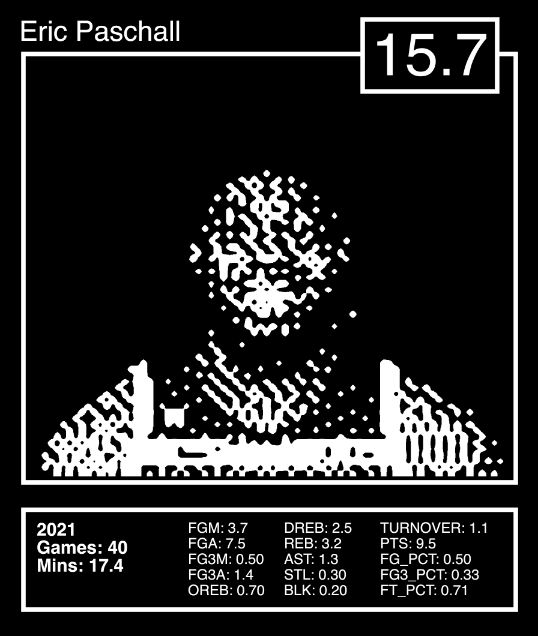 Eric Paschall
15.7
2021
Games: 40
Mins: 17.4
FGM: 3.7
FGA: 7.5
FG3M: 0.50
FG3A: 1.4
OREB: 0.70
DREB: 2.5
REB: 3.2
AST: 1.3
STL: 0.30
BLK: 0.20
TURNOVER: 1.1
PTS: 9.5
FG_PCT: 0.50
FG3_PCT: 0.33
FT_PCT: 0.71